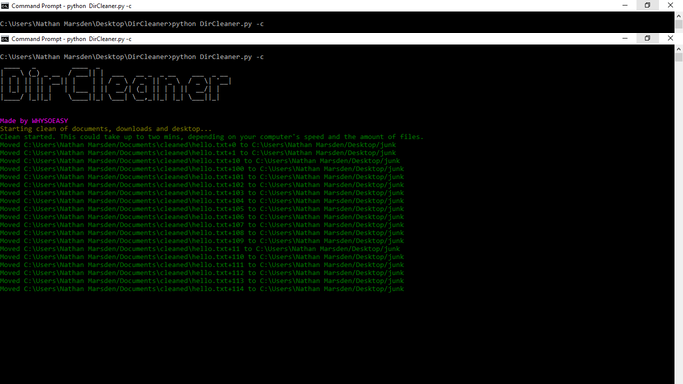 Command Prompt - python DirCleaner.py -c
C:\Users\Nathan Marsden\Desktop\DirCleaner>python DirCleaner.py -c
Command Prompt - python DirCleaner.py -c
C:\Users\Nathan Marsden\Desktop\DirCleaner>python DirCleaner.py -c
DirCleaner
Made by WHYSOEASY
Starting clean of documents, downloads and desktop...
Clean started. This could take up to two mins, depending on your computer's speed and the amount of files.
Moved C:\Users\Nathan Marsden/Documents\cleaned\hello.txt+0 to C:\Users\Nathan Marsden/Desktop/junk
Moved C:\Users\Nathan Marsden/Documents\cleaned\hello.txt+1 to C:\Users\Nathan Marsden/Desktop/junk
Moved C:\Users\Nathan Marsden/Documents\cleaned\hello.txt+10 to C:\Users\Nathan Marsden/Desktop/junk
Moved C:\Users\Nathan Marsden/Documents\cleaned\hello.txt+100 to C:\Users\Nathan Marsden/Desktop/junk
Moved C:\Users\Nathan Marsden/Documents\cleaned\hello.txt+101 to C:\Users\Nathan Marsden/Desktop/junk
Moved C:\Users\Nathan Marsden/Documents\cleaned\hello.txt+102 to C:\Users\Nathan Marsden/Desktop/junk
Moved C:\Users\Nathan Marsden/Documents\cleaned\hello.txt+103 to C:\Users\Nathan Marsden/Desktop/junk
Moved C:\Users\Nathan Marsden/Documents\cleaned\hello.txt+104 to C:\Users\Nathan Marsden/Desktop/junk
Moved C:\Users\Nathan Marsden/Documents\cleaned\hello.txt+105 to C:\Users\Nathan Marsden/Desktop/junk
Moved C:\Users\Nathan Marsden/Documents\cleaned\hello.txt+106 to C:\Users\Nathan Marsden/Desktop/junk
Moved C:\Users\Nathan Marsden/Documents\cleaned\hello.txt+107 to C:\Users\Nathan Marsden/Desktop/junk
Moved C:\Users\Nathan Marsden/Documents\cleaned\hello.txt+108 to C:\Users\Nathan Marsden/Desktop/junk
Moved C:\Users\Nathan Marsden/Documents\cleaned\hello.txt+109 to C:\Users\Nathan Marsden/Desktop/junk
Moved C:\Users\Nathan Marsden/Documents\cleaned\hello.txt+11 to C:\Users\Nathan Marsden/Desktop/junk
Moved C:\Users\Nathan Marsden/Documents\cleaned\hello.txt+110 to C:\Users\Nathan Marsden/Desktop/junk
Moved C:\Users\Nathan Marsden/Documents\cleaned\hello.txt+111 to C:\Users\Nathan Marsden/Desktop/junk
Moved C:\Users\Nathan Marsden/Documents\cleaned\hello.txt+112 to C:\Users\Nathan Marsden/Desktop/junk
Moved C:\Users\Nathan Marsden/Documents\cleaned\hello.txt+113 to C:\Users\Nathan Marsden/Desktop/junk
Moved C:\Users\Nathan Marsden/Documents\cleaned\hello.txt+114 to C:\Users\Nathan Marsden/Desktop/junk